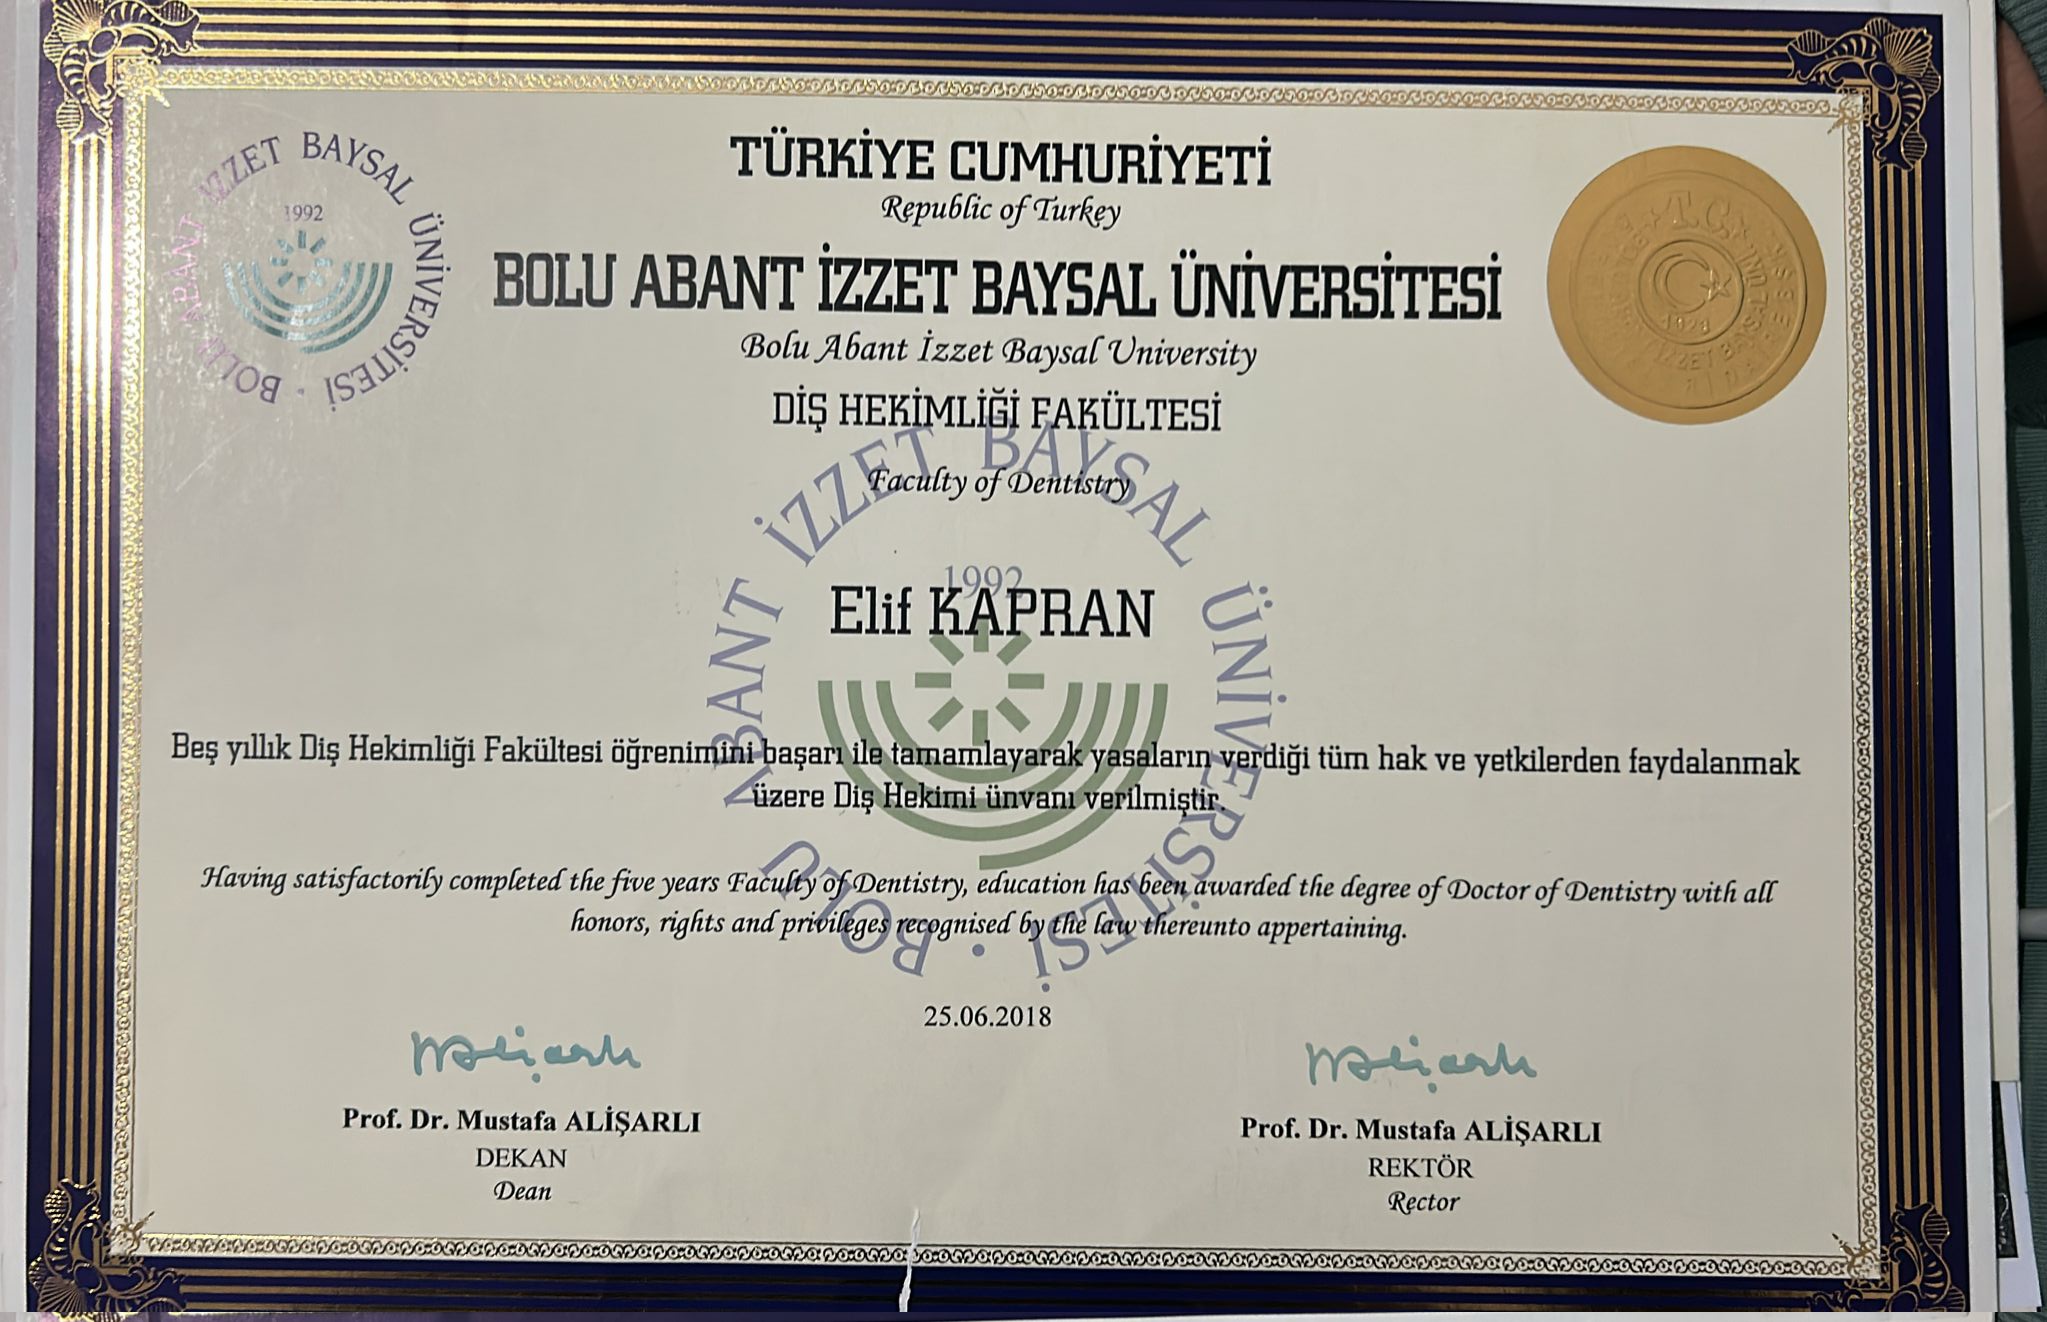 BOLU ABANT İZZET BAYSAL ÜNİVERSİTESİ
1992
TÜRKİYE CUMHURİYETİ
Republic of Turkey
BOLU ABANT İZZET BAYSAL ÜNİVERSİTESİ
Bolu Abant İzzet Baysal University
DİŞ HEKİMLİĞİ FAKÜLTESİ
Faculty of Dentistry
T.C.
1923
BOLU ABANT İZZET BAYSAL ÜNİVERSİTESİ
1992
Elif KAPRAN
Beş yıllık Diş Hekimliği Fakültesi öğrenimini başarı ile tamamlayarak yasaların verdiği tüm hak ve yetkilerden faydalanmak
üzere Diş Hekimi ünvanı verilmiştir.
Having satisfactorily completed the five years Faculty of Dentistry, education has been awarded the degree of Doctor of Dentistry with all
honors, rights and privileges recognised by the law thereunto appertaining.
25.06.2018
Prof. Dr. Mustafa ALİŞARLI
DEKAN
Dean
Prof. Dr. Mustafa ALİŞARLI
REKTÖR
Rector